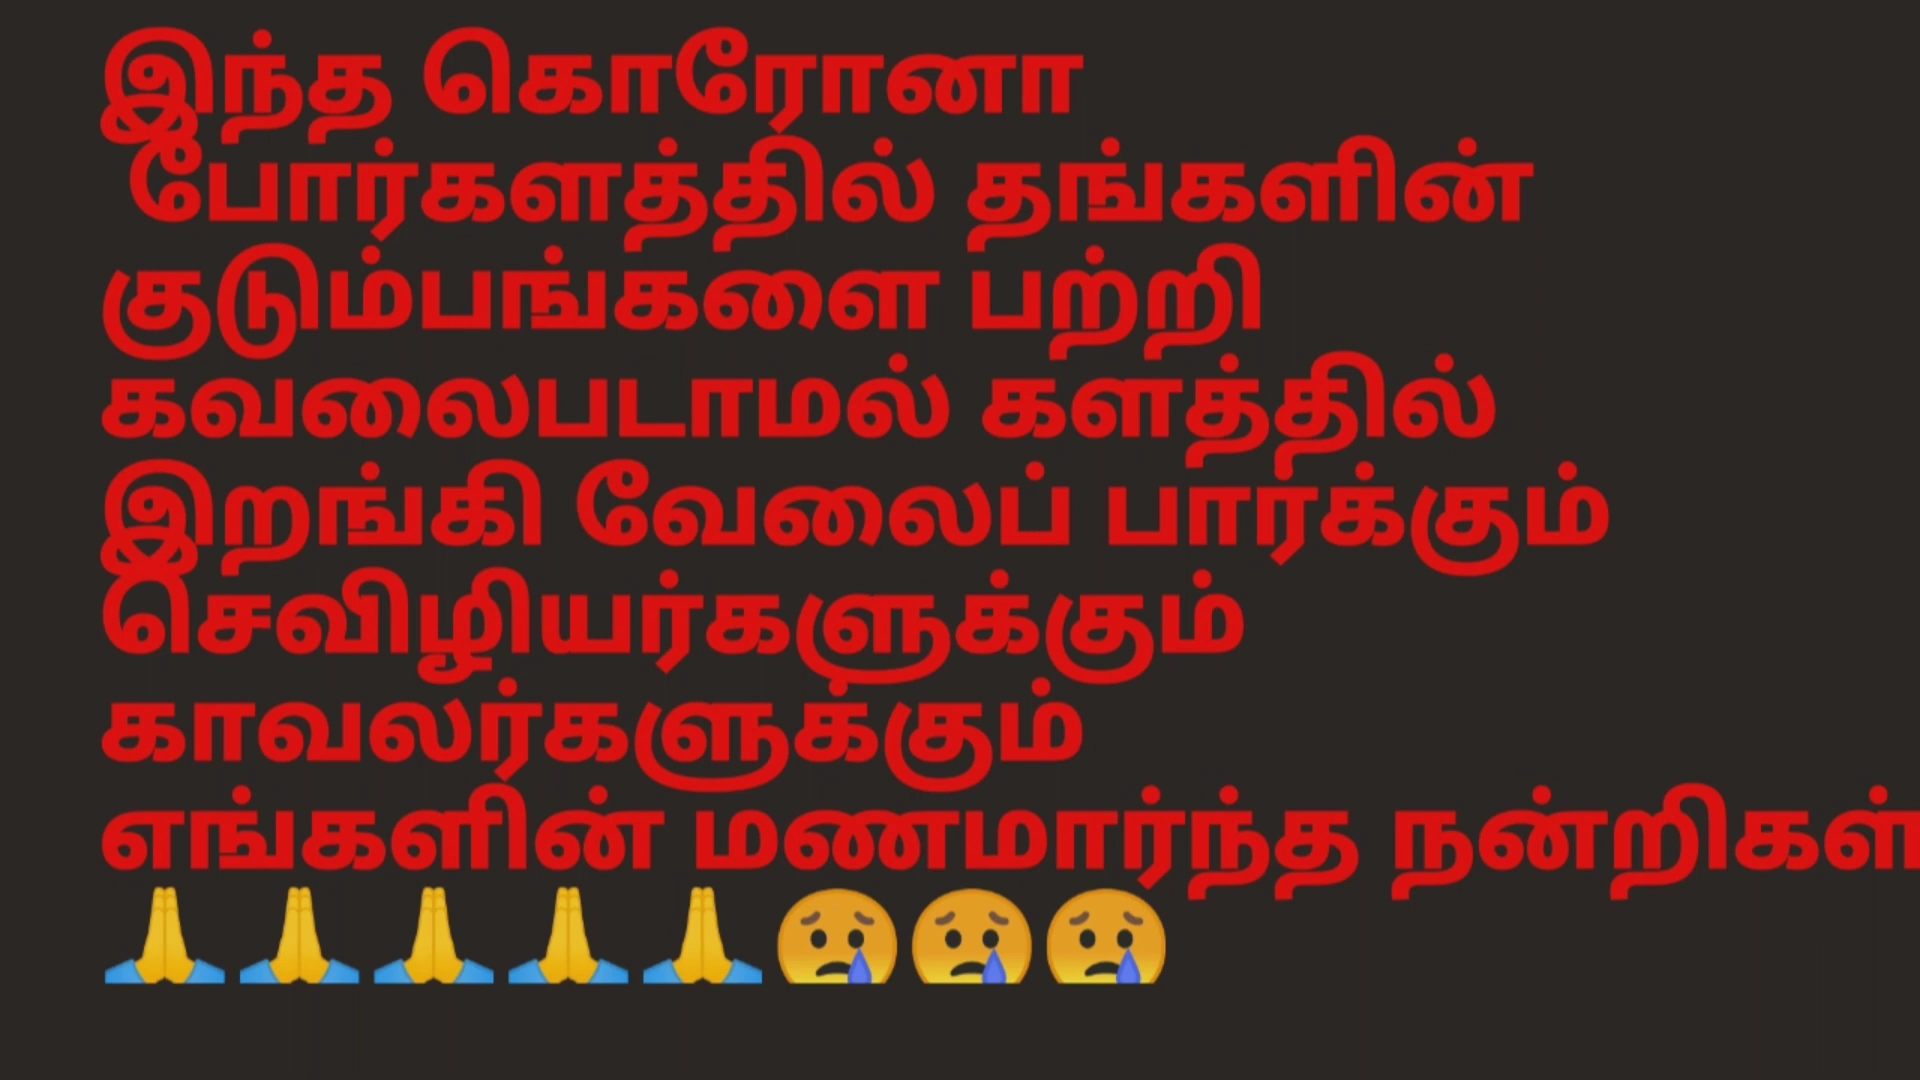 இந்த கொரோனா
போர்களத்தில் தங்களின்
குடும்பங்களை பற்றி
கவலைபடாமல் களத்தில்
இறங்கி வேலைப் பார்க்கும்
செவிழியர்களுக்கும்
காவலர்களுக்கும்
எங்களின் மணமார்ந்த நன்றிகள்
🙏🙏🙏🙏🙏😢😢😢